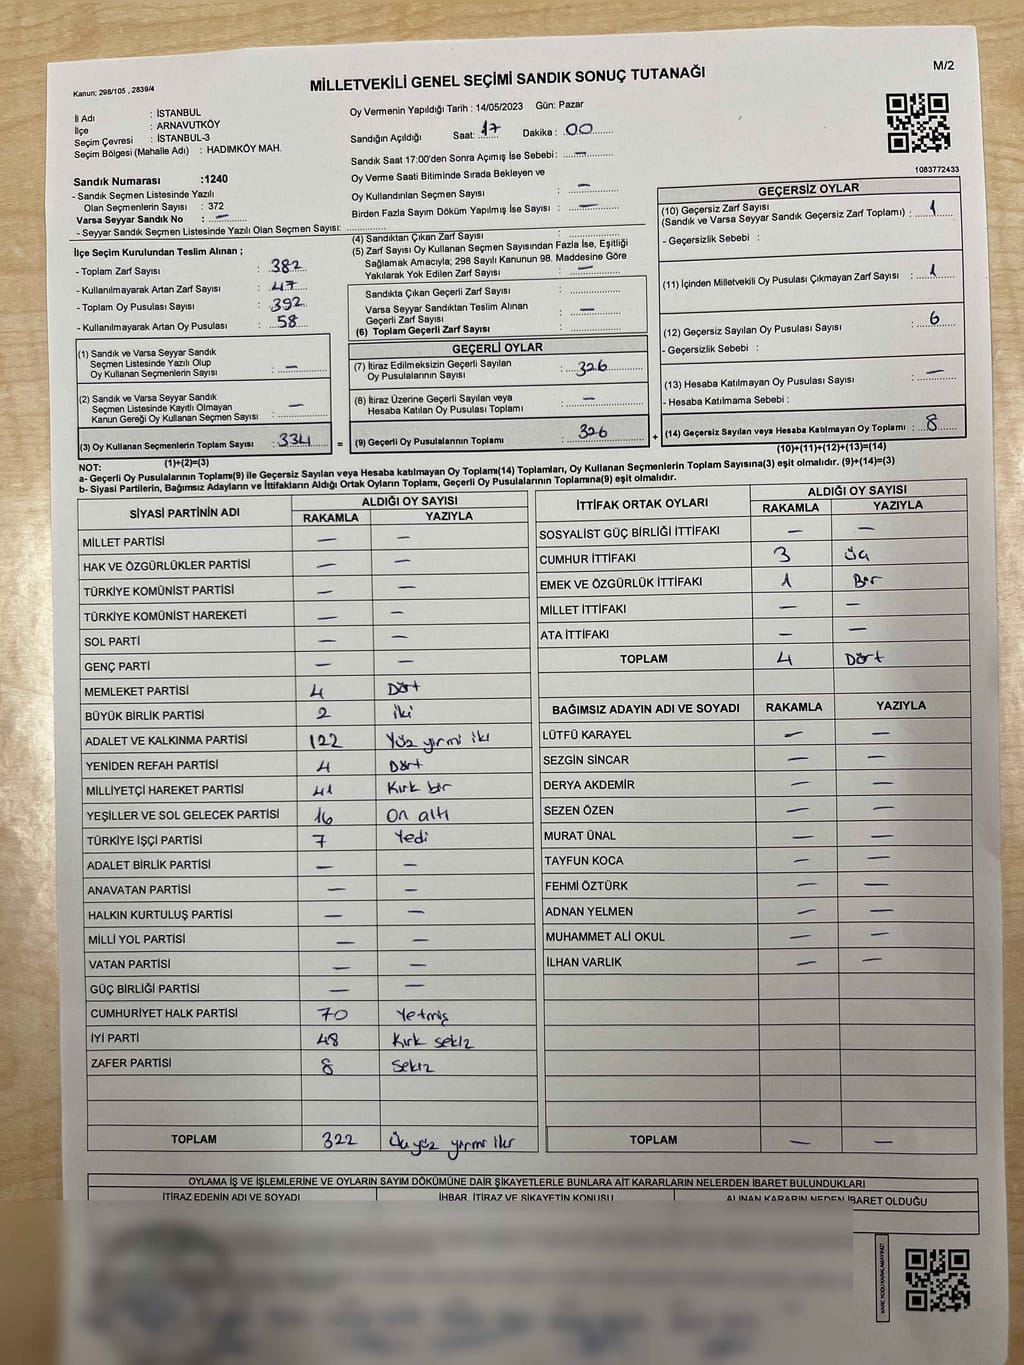 M/2
Kanun: 298/105 , 2839/4
MİLLETVEKİLİ GENEL SEÇİMİ SANDIK SONUÇ TUTANAĞI
İl Adı : İSTANBUL
İlçe : ARNAVUTKÖY
Seçim Çevresi : İSTANBUL-3
Seçim Bölgesi (Mahalle Adı) : HADIMKÖY MAH.
Sandık Numarası :1240
- Sandık Seçmen Listesinde Yazılı
Olan Seçmenlerin Sayısı : 372
Varsa Seyyar Sandık No : —
- Seyyar Sandık Seçmen Listesinde Yazılı Olan Seçmen Sayısı:
Oy Vermenin Yapıldığı Tarih : 14/05/2023 Gün: Pazar
Sandığın Açıldığı Saat: 17 Dakika : 00
Sandık Saat 17:00'den Sonra Açımış İse Sebebi : —
Oy Verme Saati Bitiminde Sırada Bekleyen ve
Oy Kullandırılan Seçmen Sayısı : —
Birden Fazla Sayım Döküm Yapılmış İse Sayısı : —
1083772433
İlçe Seçim Kurulundan Teslim Alınan ;
- Toplam Zarf Sayısı : 382
- Kullanılmayarak Artan Zarf Sayısı : 47
- Toplam Oy Pusulası Sayısı : 392
- Kullanılmayarak Artan Oy Pusulası : 58
(1) Sandık ve Varsa Seyyar Sandık
Seçmen Listesinde Yazılı Olup
Oy Kullanan Seçmenlerin Sayısı : —
(2) Sandık ve Varsa Seyyar Sandık
Seçmen Listesinde Kayıtlı Olmayan
Kanun Gereği Oy Kullanan Seçmen Sayısı : —
(3) Oy Kullanan Seçmenlerin Toplam Sayısı : 334 =
(1)+(2)=(3)
(4) Sandıktan Çıkan Zarf Sayısı :
(5) Zarf Sayısı Oy Kullanan Seçmen Sayısından Fazla İse, Eşitliği
Sağlamak Amacıyla; 298 Sayılı Kanunun 98. Maddesine Göre
Yakılarak Yok Edilen Zarf Sayısı : —
Sandıkta Çıkan Geçerli Zarf Sayısı :
Varsa Seyyar Sandıktan Teslim Alınan
Geçerli Zarf Sayısı : —
(6) Toplam Geçerli Zarf Sayısı :
GEÇERLİ OYLAR
(7) İtiraz Edilmeksizin Geçerli Sayılan
Oy Pusulalarının Sayısı : 326
(8) İtiraz Üzerine Geçerli Sayılan veya
Hesaba Katılan Oy Pusulası Toplamı : —
(9) Geçerli Oy Pusulalarının Toplamı : 326 +
GEÇERSİZ OYLAR
(10) Geçersiz Zarf Sayısı
(Sandık ve Varsa Seyyar Sandık Geçersiz Zarf Toplamı) : 1
- Geçersizlik Sebebi :
(11) İçinden Milletvekili Oy Pusulası Çıkmayan Zarf Sayısı : 1
(12) Geçersiz Sayılan Oy Pusulası Sayısı : 6
- Geçersizlik Sebebi :
(13) Hesaba Katılmayan Oy Pusulası Sayısı : —
- Hesaba Katılmama Sebebi :
(14) Geçersiz Sayılan veya Hesaba Katılmayan Oy Toplamı : 8
(10)+(11)+(12)+(13)=(14)
NOT:
a- Geçerli Oy Pusulalarının Toplamı(9) ile Geçersiz Sayılan veya Hesaba katılmayan Oy Toplamı(14) Toplamları, Oy Kullanan Seçmenlerin Toplam Sayısına(3) eşit olmalıdır. (9)+(14)=(3)
b- Siyasi Partilerin, Bağımsız Adayların ve İttifakların Aldığı Ortak Oyların Toplam, Geçerli Oy Pusulalarının Toplamına(9) eşit olmalıdır.
SİYASİ PARTİNİN ADI ALDIĞI OY SAYISI
RAKAMLA YAZIYLA
MİLLET PARTİSİ — —
HAK VE ÖZGÜRLÜKLER PARTİSİ — —
TÜRKİYE KOMÜNİST PARTİSİ — —
TÜRKİYE KOMÜNİST HAREKETİ — —
SOL PARTİ — —
GENÇ PARTİ — —
MEMLEKET PARTİSİ 4 Dört
BÜYÜK BİRLİK PARTİSİ 2 iki
ADALET VE KALKINMA PARTİSİ 122 Yüz yirmi iki
YENİDEN REFAH PARTİSİ 4 Dört
MİLLİYETÇİ HAREKET PARTİSİ 41 Kırk bir
YEŞİLLER VE SOL GELECEK PARTİSİ 16 On altı
TÜRKİYE İŞÇİ PARTİSİ 7 Yedi
ADALET BİRLİK PARTİSİ — —
ANAVATAN PARTİSİ — —
HALKIN KURTULUŞ PARTİSİ — —
MİLLİ YOL PARTİSİ — —
VATAN PARTİSİ — —
GÜÇ BİRLİĞİ PARTİSİ — —
CUMHURİYET HALK PARTİSİ 70 Yetmiş
İYİ PARTİ 48 Kırk sekiz
ZAFER PARTİSİ 8 Sekiz
TOPLAM 322 Üçyüz yirmi iki
İTTİFAK ORTAK OYLARI ALDIĞI OY SAYISI
RAKAMLA YAZIYLA
SOSYALİST GÜÇ BİRLİĞİ İTTİFAKI — —
CUMHUR İTTİFAKI 3 Üç
EMEK VE ÖZGÜRLÜK İTTİFAKI 1 Bir
MİLLET İTTİFAKI — —
ATA İTTİFAKI — —
TOPLAM 4 Dört
BAĞIMSIZ ADAYIN ADI VE SOYADI RAKAMLA YAZIYLA
LÜTFÜ KARAYEL — —
SEZGİN SİNCAR — —
DERYA AKDEMİR — —
SEZEN ÖZEN — —
MURAT ÜNAL — —
TAYFUN KOCA — —
FEHMİ ÖZTÜRK — —
ADNAN YELMEN — —
MUHAMMET ALİ OKUL — —
İLHAN VARLIK — —
TOPLAM — —
OYLAMA İŞ VE İŞLEMLERİNE VE OYLARIN SAYIM DÖKÜMÜNE DAİR ŞİKAYETLERLE BUNLARA AİT KARARLARIN NELERDEN İBARET BULUNDUKLARI
İTİRAZ EDENİN ADI VE SOYADI İHBAR, İTİRAZ VE ŞİKAYETİN KONUSU ALINAN KARARIN NEDEN İBARET OLDUĞU